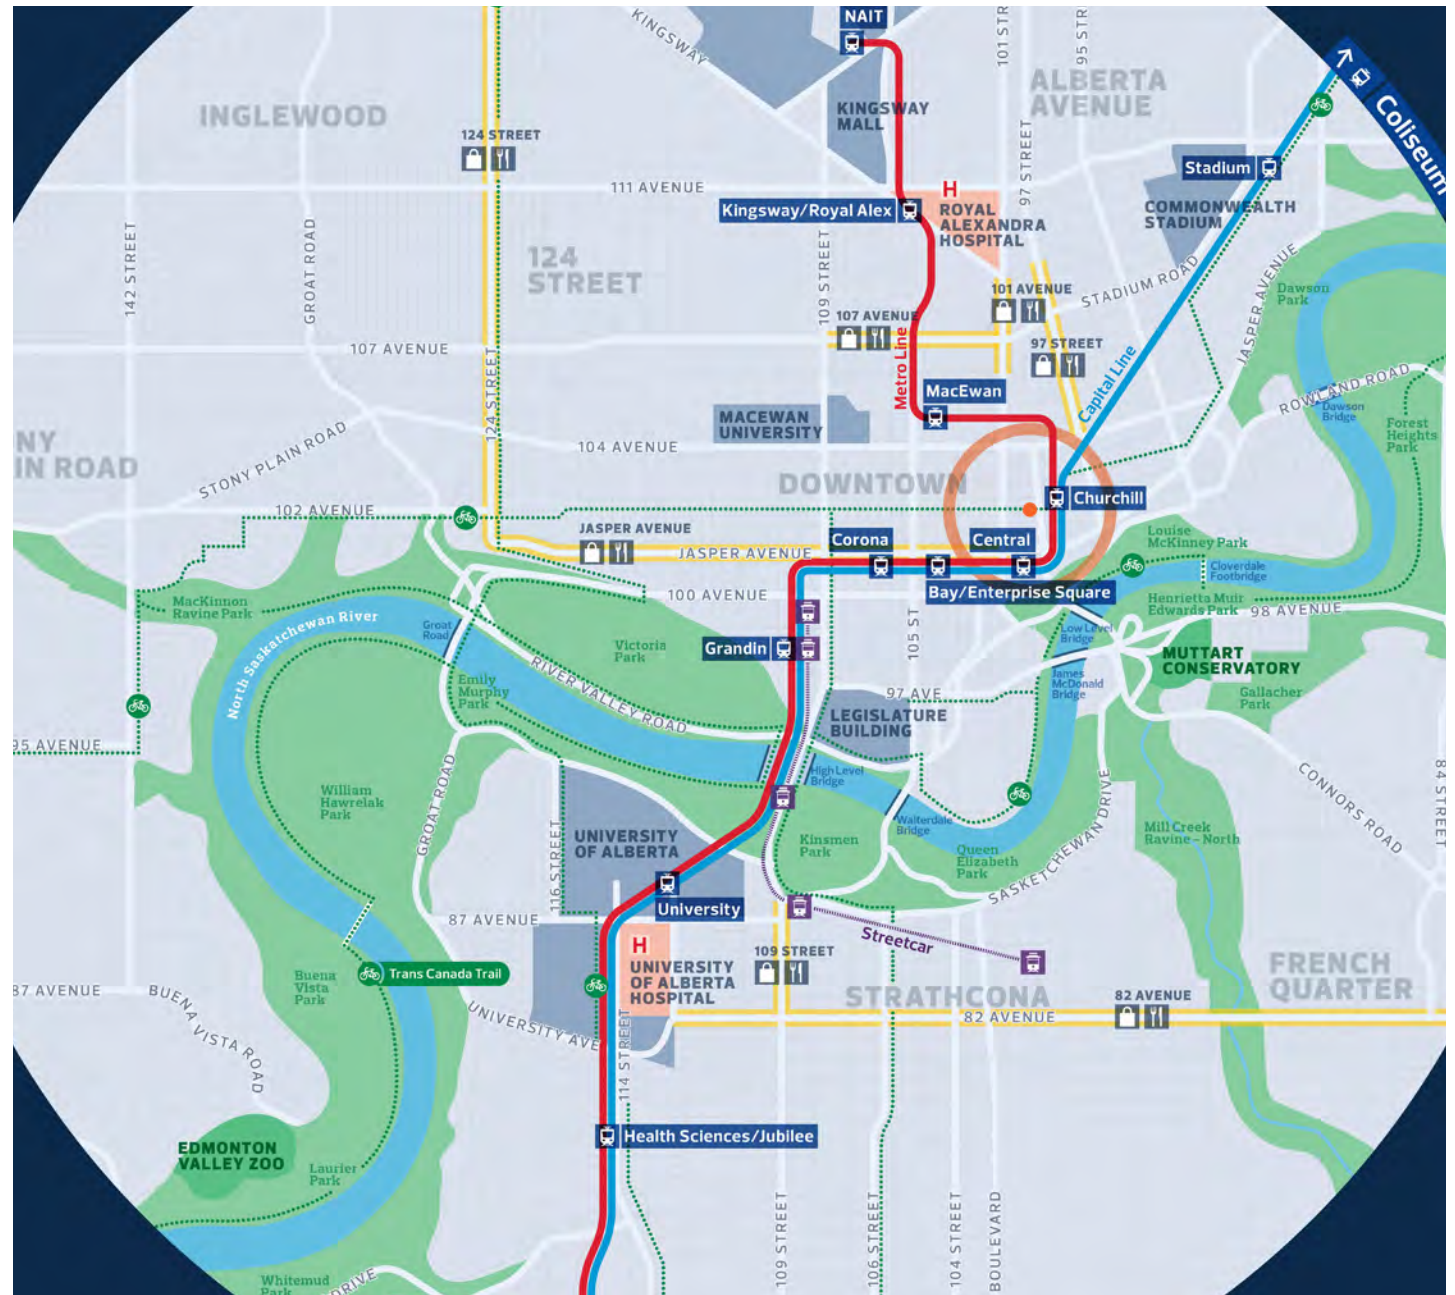 NAIT
KINGSWAY
101 ST
95 ST
ALBERTA
AVENUE
Coliseum
INGLEWOOD
KINGSWAY
MALL
124 STREET
97 STREET
Stadium
111 AVENUE
H
ROYAL
ALEXANDRA
HOSPITAL
Kingsway/Royal Alex
COMMONWEALTH
STADIUM
142 STREET
GROAT ROAD
124
STREET
109 STREET
STADIUM ROAD
JASPER AVENUE
Dawson
Park
101 AVENUE
107 AVENUE
97 STREET
107 AVENUE
124 STREET
Metro Line
Capital Line
ROWLAND ROAD
Dawson
Bridge
MacEwan
MACEWAN
UNIVERSITY
Forest
Heights
Park
NY
IN ROAD
STONY PLAIN ROAD
104 AVENUE
DOWNTOWN
Churchill
102 AVENUE
JASPER AVENUE
JASPER AVENUE
Corona
Central
Louise
McKinney Park
Cloverdale
Footbridge
Bay/Enterprise Square
100 AVENUE
MacKinnon
Ravine Park
Henrietta Muir
Edwards Park
98 AVENUE
North Saskatchewan River
Groat
Road
Victoria
Park
Grandin
105 ST
Low Level
Bridge
MUTTART
CONSERVATORY
James
McDonald
Bridge
Emily
Murphy
Park
RIVER VALLEY ROAD
97 AVE
Gallacher
Park
LEGISLATURE
BUILDING
95 AVENUE
High Level
Bridge
William
Hawrelak
Park
GROAT ROAD
CONNORS ROAD
84 STREET
Walterdale
Bridge
SASKETCHEWAN DRIVE
Mill Creek
Ravine – North
UNIVERSITY
OF ALBERTA
Kinsmen
Park
Queen
Elizabeth
Park
116 STREET
University
87 AVENUE
Streetcar
H
UNIVERSITY
OF ALBERTA
HOSPITAL
109 STREET
FRENCH
QUARTER
Trans Canada Trail
Buena
Vista
Park
87 AVENUE
BUENA VISTA ROAD
UNIVERSITY AVE
STRATHCONA
82 AVENUE
82 AVENUE
114 STREET
Health Sciences/Jubilee
EDMONTON
VALLEY ZOO
Laurier
Park
109 STREET
106 STREET
104 STREET
BOULEVARD
Whitemud
Park
DRIVE